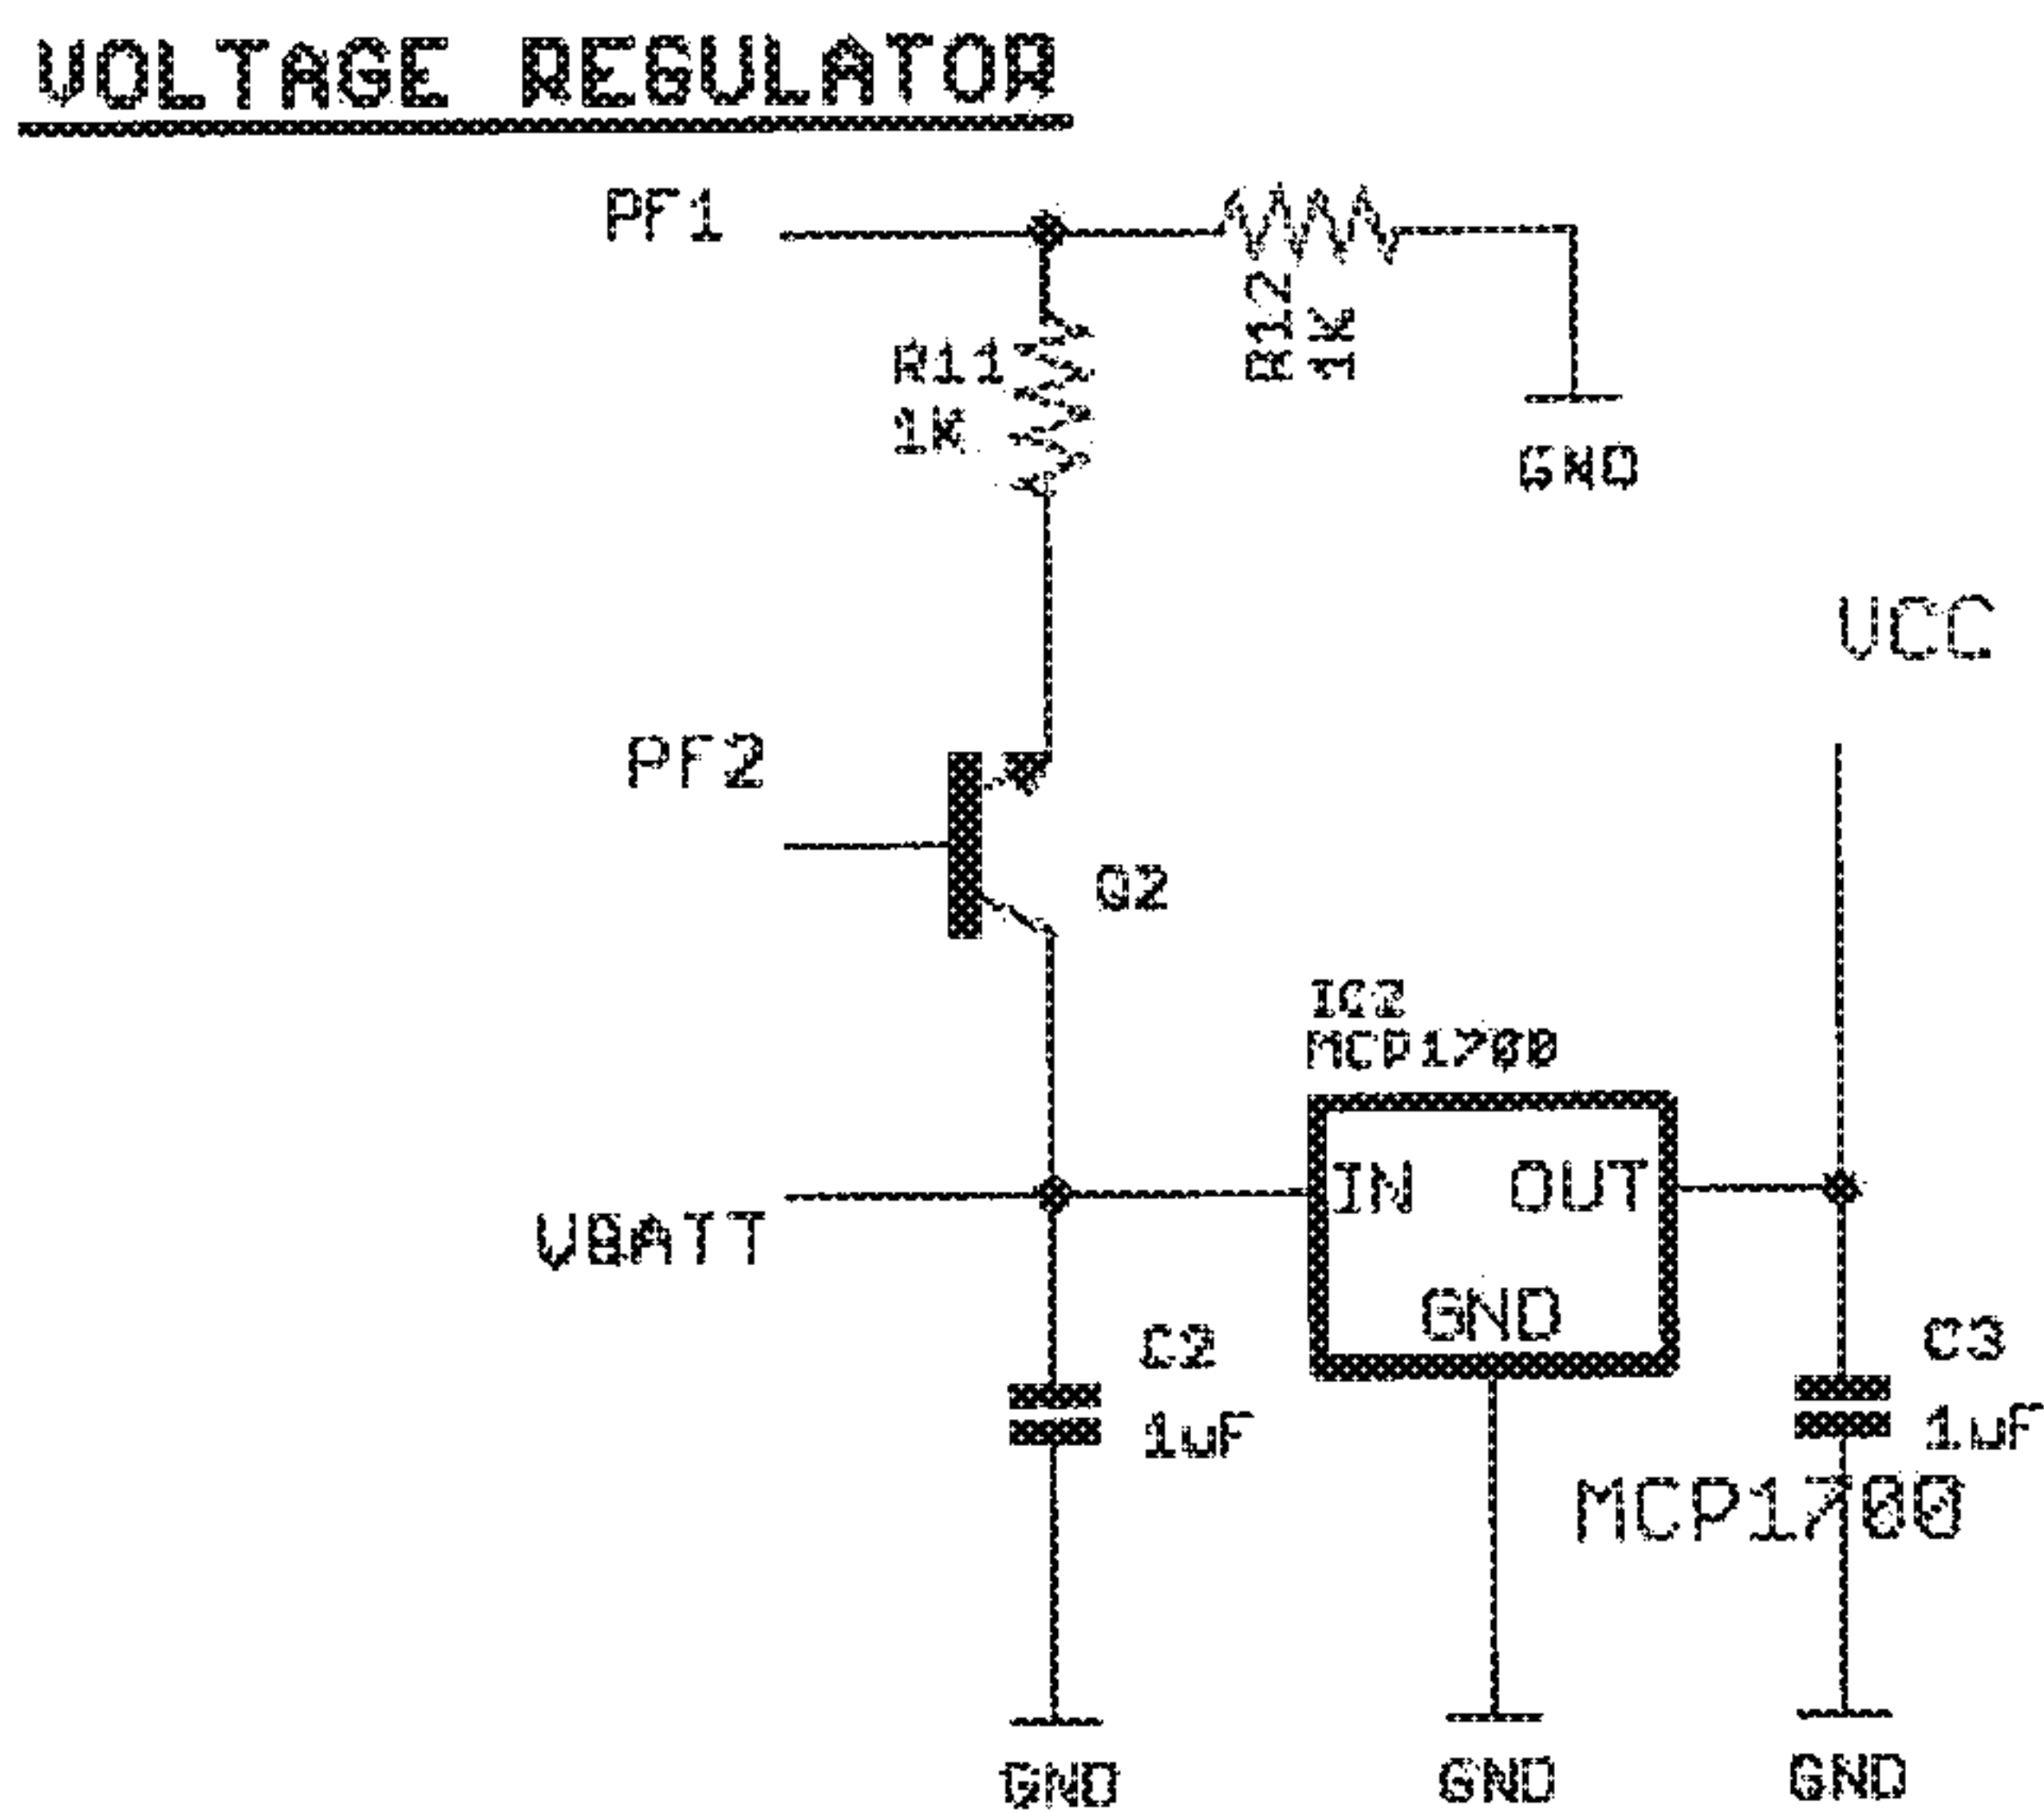 VOLTAGE REGULATOR
PF1
R12
1K
R11
1K
GND
VCC
PF2
Q2
IC2
MCP1700
IN OUT
VBATT
GND
C2
1uF
C3
1uF
MCP1700
GND
GND
GND